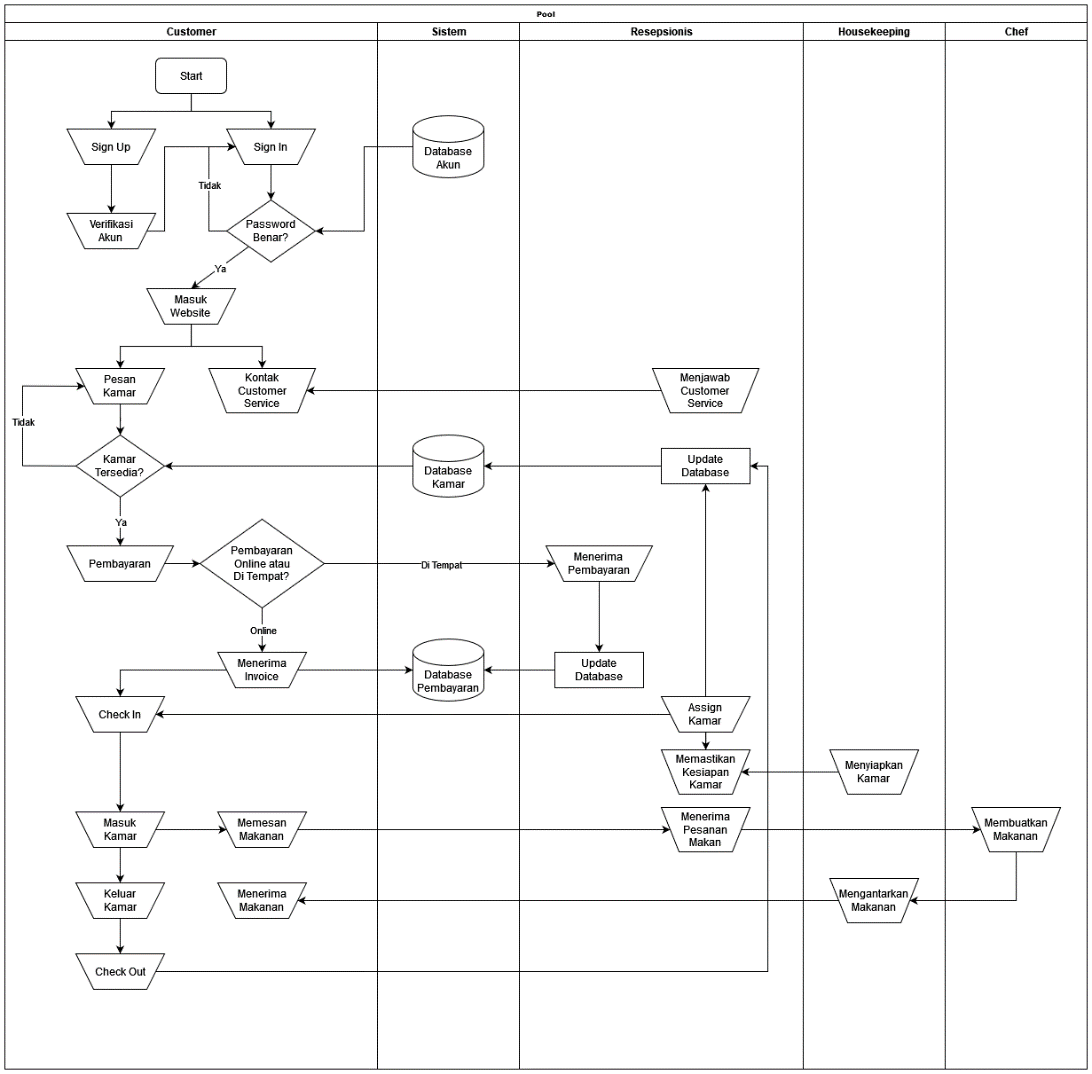 Pool
Customer
Sistem
Resepsionis
Housekeeping
Chef
Start
Sign Up
Sign In
Database
Akun
Tidak
Verifikasi
Akun
Password
Benar?
Ya
Masuk
Website
Pesan
Kamar
Kontak
Customer
Service
Menjawab
Customer
Service
Tidak
Kamar
Tersedia?
Database
Kamar
Update
Database
Ya
Pembayaran
Pembayaran
Online atau
Di Tempat?
Di Tempat
Menerima
Pembayaran
Online
Menerima
Invoice
Database
Pembayaran
Update
Database
Check In
Assign
Kamar
Memastikan
Kesiapan
Kamar
Menyiapkan
Kamar
Masuk
Kamar
Memesan
Makanan
Menerima
Pesanan
Makan
Membuatkan
Makanan
Keluar
Kamar
Menerima
Makanan
Mengantarkan
Makanan
Check Out